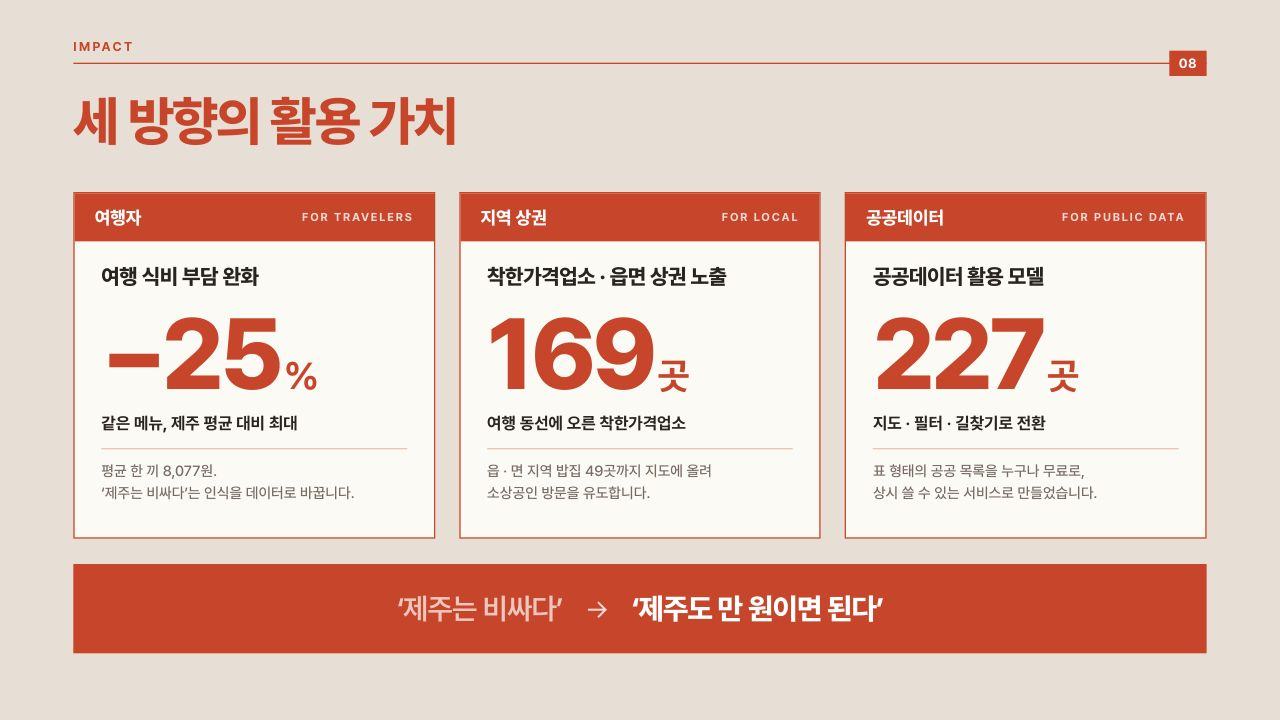 IMPACT
08
세 방향의 활용 가치
여행자
FOR TRAVELERS
여행 식비 부담 완화
−25%
같은 메뉴, 제주 평균 대비 최대
평균 한 끼 8,077원.
‘제주는 비싸다’는 인식을 데이터로 바꿉니다.
지역 상권
FOR LOCAL
착한가격업소 · 읍면 상권 노출
169곳
여행 동선에 오른 착한가격업소
읍 · 면 지역 밥집 49곳까지 지도에 올려
소상공인 방문을 유도합니다.
공공데이터
FOR PUBLIC DATA
공공데이터 활용 모델
227곳
지도 · 필터 · 길찾기로 전환
표 형태의 공공 목록을 누구나 무료로,
상시 쓸 수 있는 서비스로 만들었습니다.
‘제주는 비싸다’ → ‘제주도 만 원이면 된다’